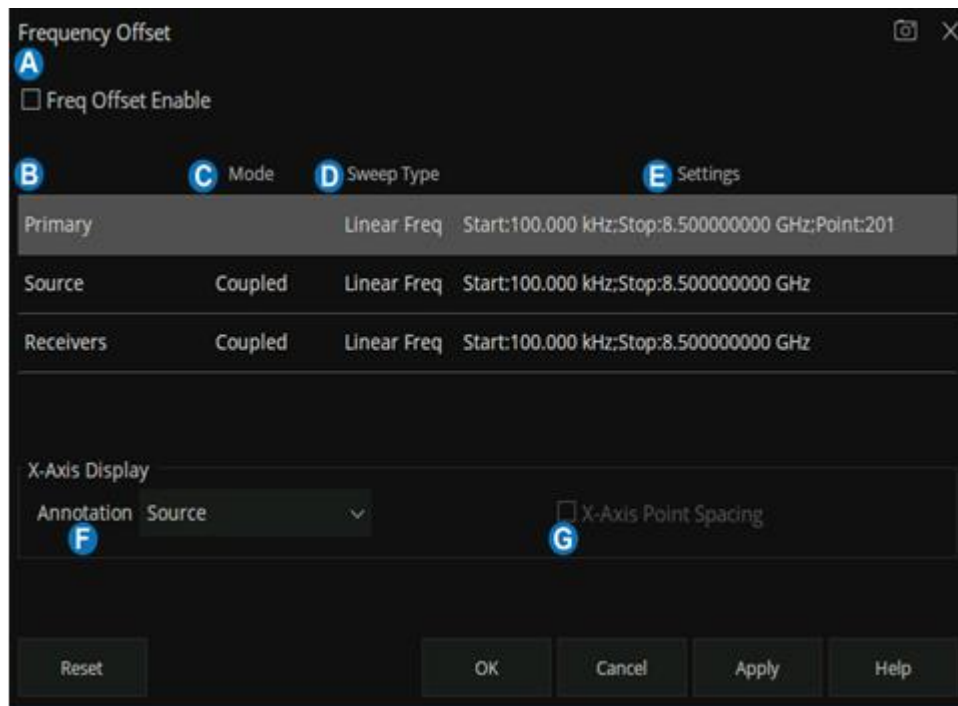 Frequency Offset
A
Freq Offset Enable
B C Mode D Sweep Type E Settings
Primary Linear Freq Start:100.000 kHz;Stop:8.500000000 GHz;Point:201
Source Coupled Linear Freq Start:100.000 kHz;Stop:8.500000000 GHz
Receivers Coupled Linear Freq Start:100.000 kHz;Stop:8.500000000 GHz
X-Axis Display
Annotation Source X-Axis Point Spacing
F G
Reset OK Cancel Apply Help